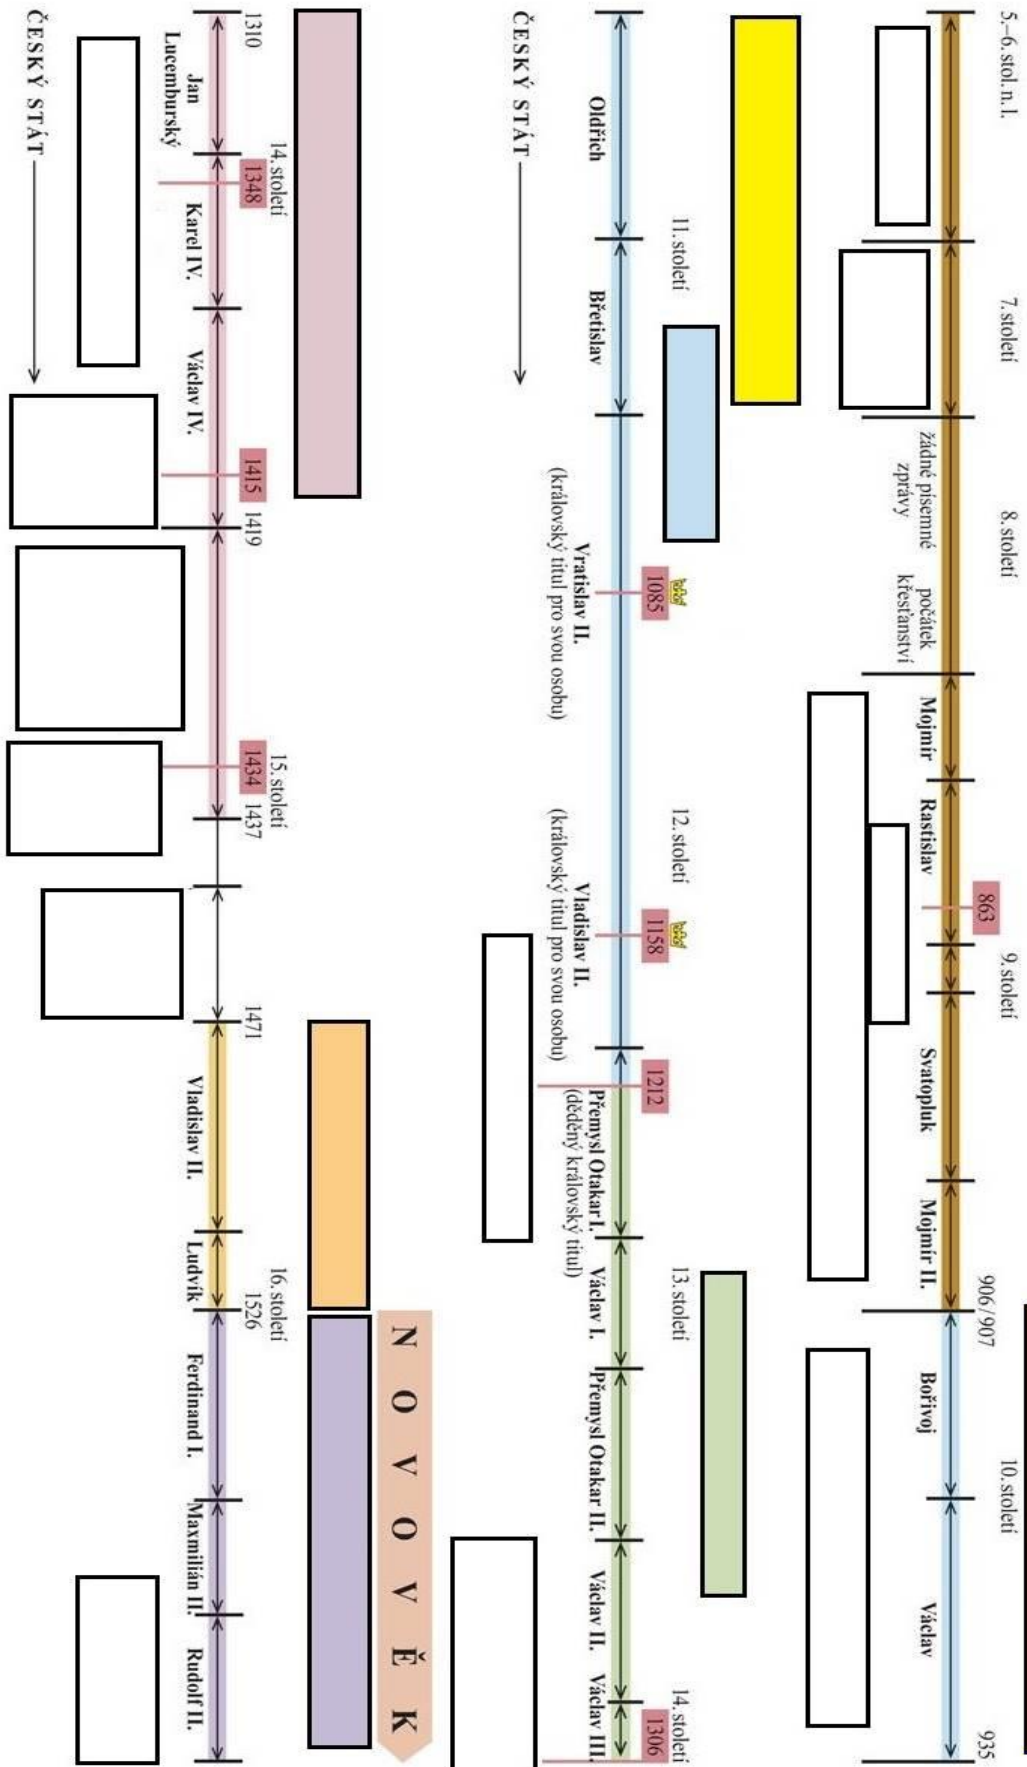 5.–6. stol. n. l.
7. století
8. století
863
9. století
906/907
10. století
935
žádné písemné
zprávy
počátek
křesťanství
Mojmír
Rastislav
Svatopluk
Mojmír II.
Bořivoj
Václav
11. století
1085
12. století
1158
1212
13. století
14. století
1306
Oldřich
Břetislav
Vratislav II.
(královský titul pro svou osobu)
Vladislav II.
(královský titul pro svou osobu)
Přemysl Otakar I.
(děděný královský titul)
Václav I.
Přemysl Otakar II.
Václav II.
Václav III.
ČESKÝ STÁT
NOVOVĚK
1310
14. století
1348
1415
1419
15. století
1434
1437
1471
16. století
1526
Jan
Lucemburský
Karel IV.
Václav IV.
Vladislav II.
Ludvík
Ferdinand I.
Maxmilián II.
Rudolf II.
ČESKÝ STÁT